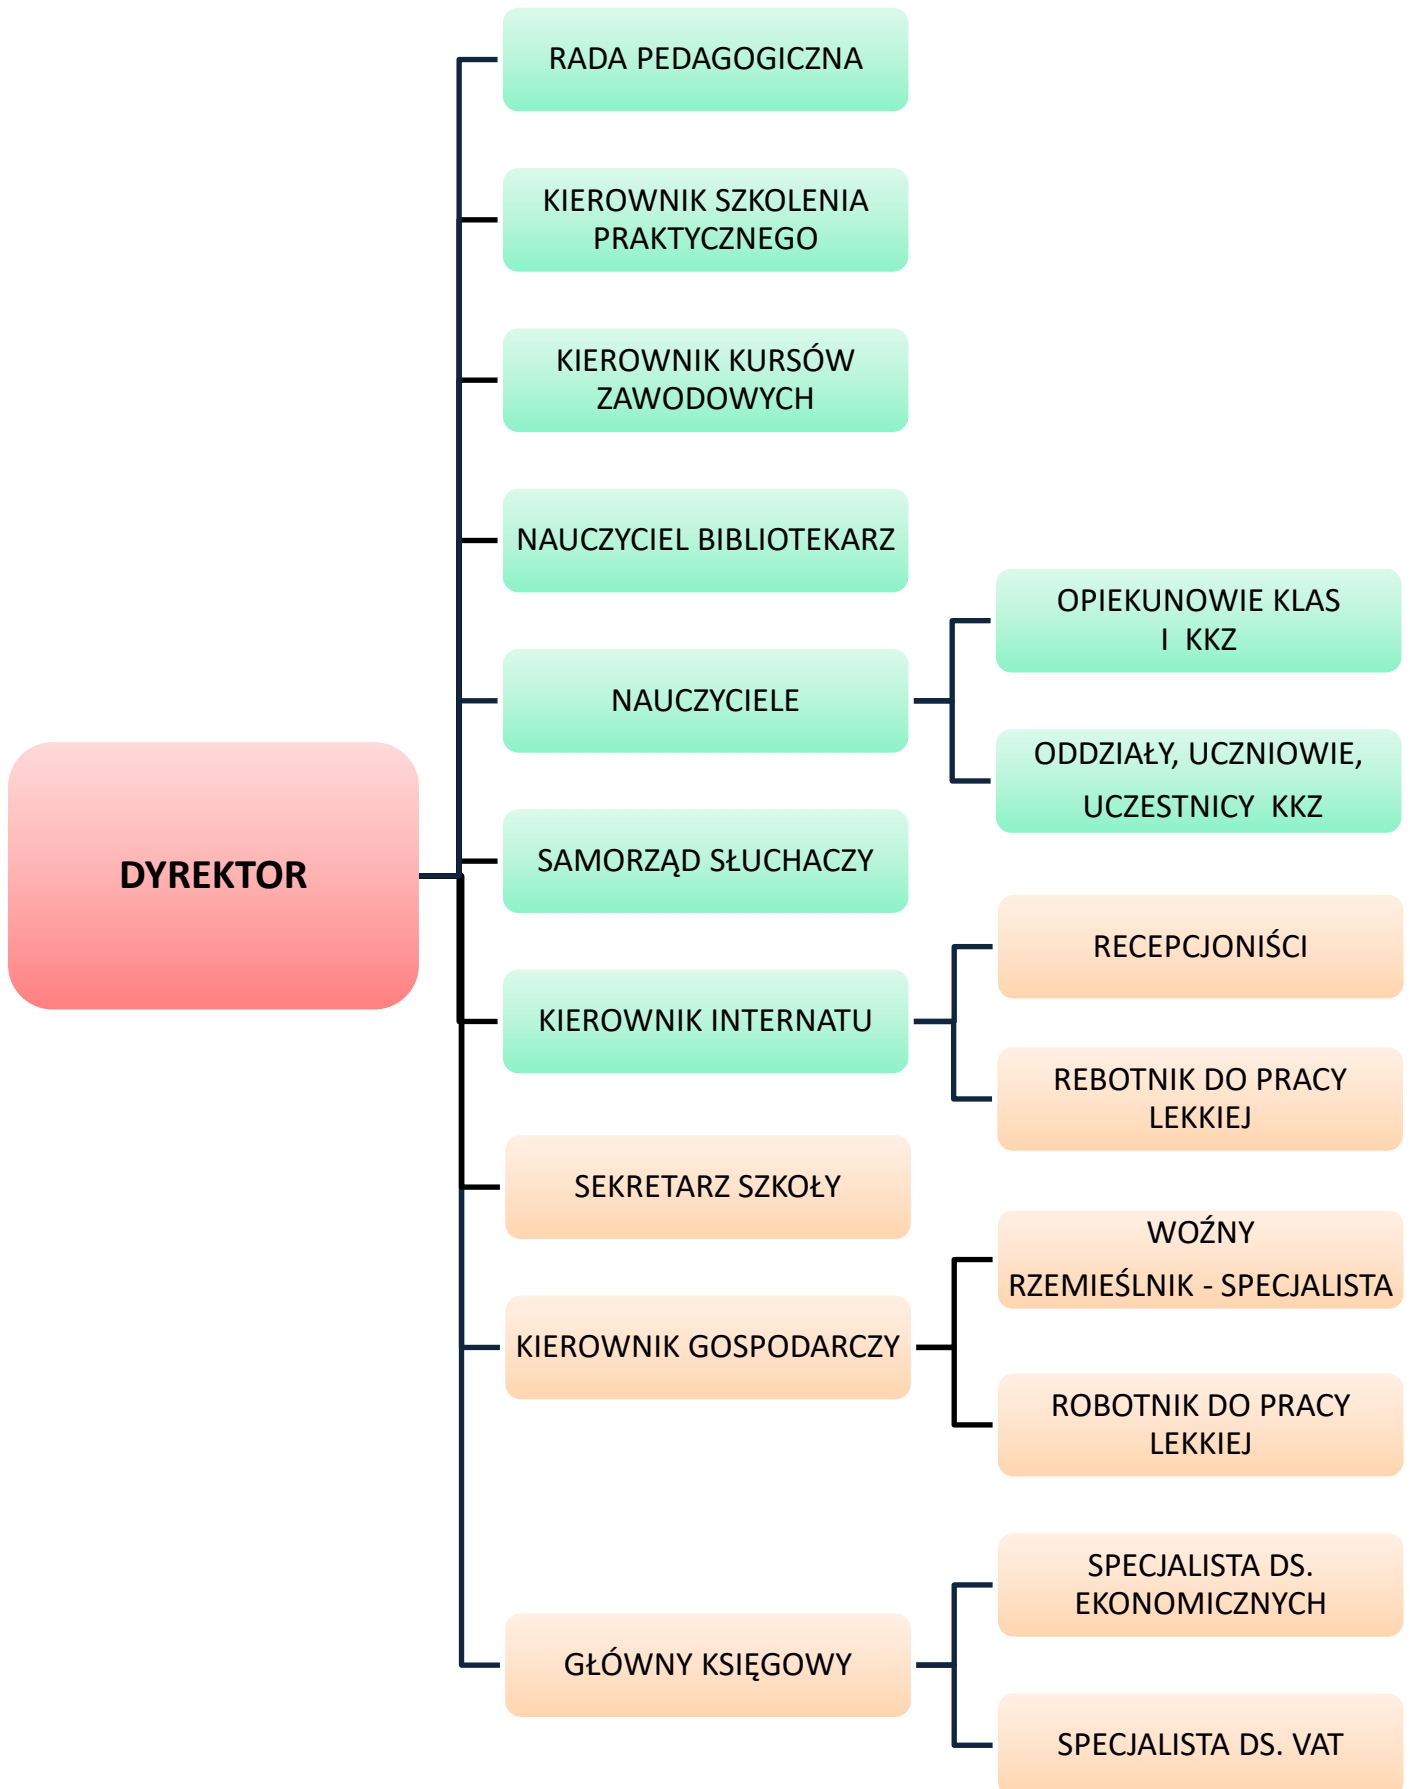 RADA PEDAGOGICZNA
KIEROWNIK SZKOLENIA
PRAKTYCZNEGO
KIEROWNIK KURSÓW
ZAWODOWYCH
NAUCZYCIEL BIBLIOTEKARZ
OPIEKUNOWIE KLAS
I KKZ
NAUCZYCIELE
ODDZIAŁY, UCZNIOWIE,
UCZESTNICY KKZ
DYREKTOR
SAMORZĄD SŁUCHACZY
RECEPCJONIŚCI
KIEROWNIK INTERNATU
REBOTNIK DO PRACY
LEKKIEJ
SEKRETARZ SZKOŁY
WOŹNY
RZEMIEŚLNIK - SPECJALISTA
KIEROWNIK GOSPODARCZY
ROBOTNIK DO PRACY
LEKKIEJ
SPECJALISTA DS.
EKONOMICZNYCH
GŁÓWNY KSIĘGOWY
SPECJALISTA DS. VAT